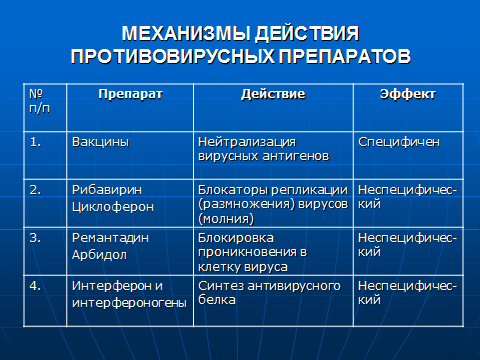 МЕХАНИЗМЫ ДЕЙСТВИЯ
ПРОТИВОВИРУСНЫХ ПРЕПАРАТОВ
№ п/п Препарат Действие Эффект
1. Вакцины Нейтрализация вирусных антигенов Специфичен
2. Рибавирин Циклоферон Блокаторы репликации (размножения) вирусов (молния) Неспецифичес-кий
3. Ремантадин Арбидол Блокировка проникновения в клетку вируса Неспецифичес-кий
4. Интерферон и интерфероногены Синтез антивирусного белка Неспецифичес-кий